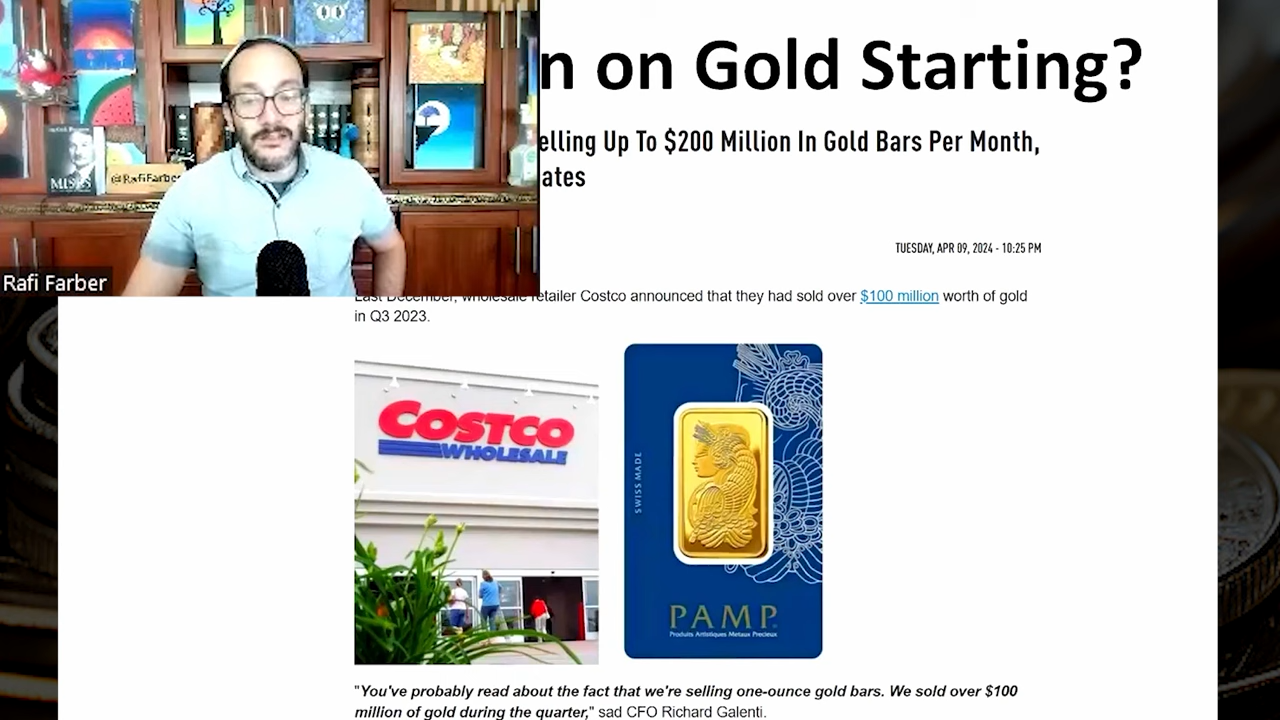 n on Gold Starting?
elling Up To $200 Million In Gold Bars Per Month,
ates
MISES
@RafiFarber
Rafi Farber
TUESDAY, APR 09, 2024 - 10:25 PM
Last December, wholesale retailer Costco announced that they had sold over $100 million worth of gold
in Q3 2023.
COSTCO
WHOLESALE
SWISS MADE
PAMP
Produits Artistiques Métaux Précieux
"You've probably read about the fact that we're selling one-ounce gold bars. We sold over $100
million of gold during the quarter," sad CFO Richard Galenti.